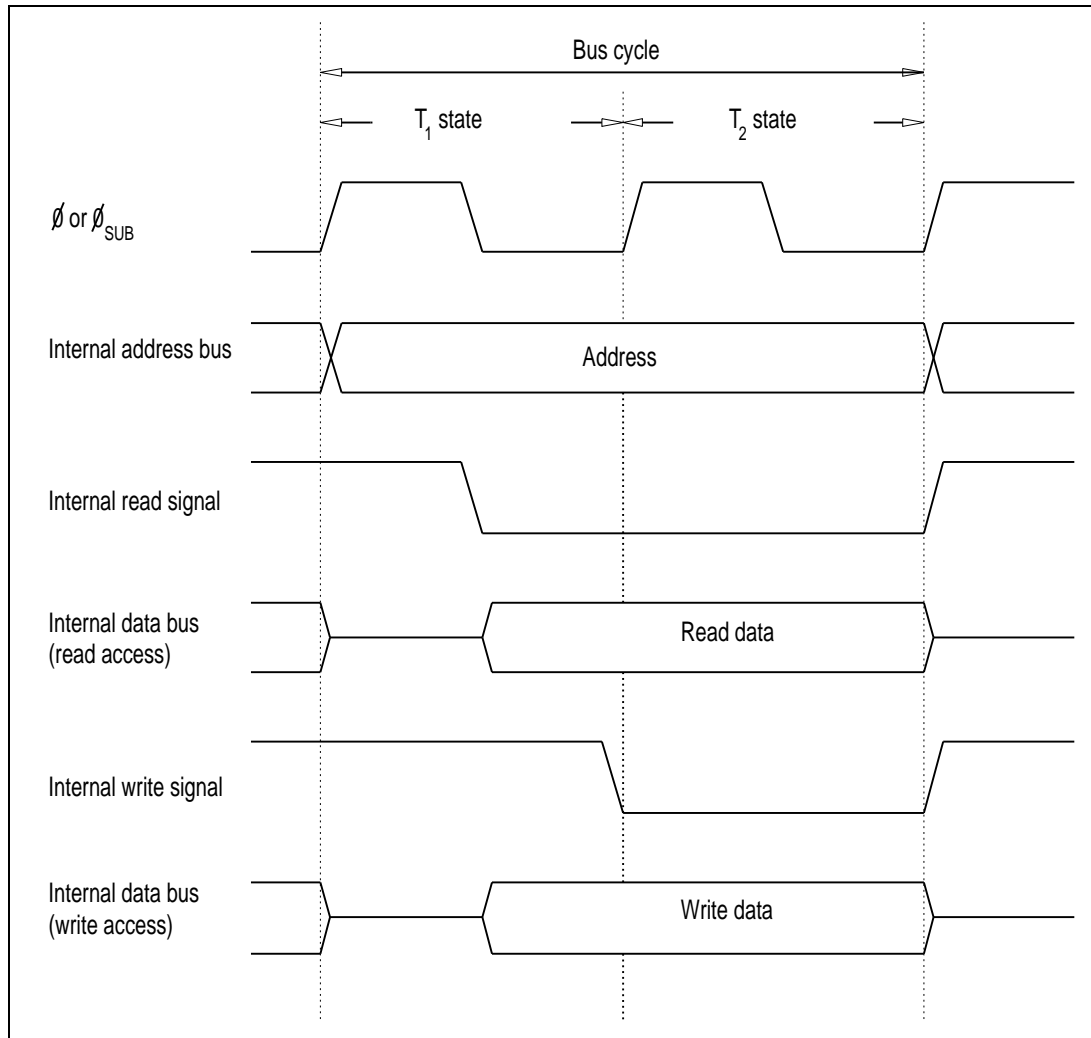 Bus cycle
T1 state
T2 state
ø or øSUB
Internal address bus
Address
Internal read signal
Internal data bus
(read access)
Read data
Internal write signal
Internal data bus
(write access)
Write data